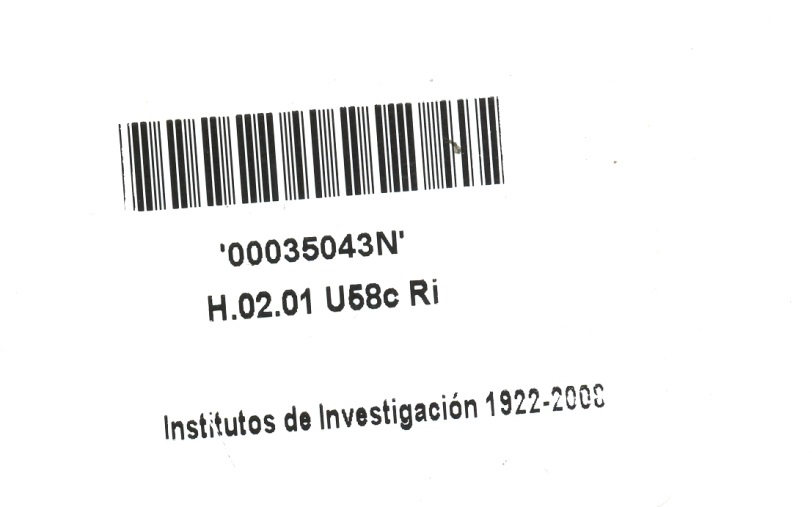 '00035043N'
H.02.01 U58c Ri
Institutos de Investigación 1922-2008